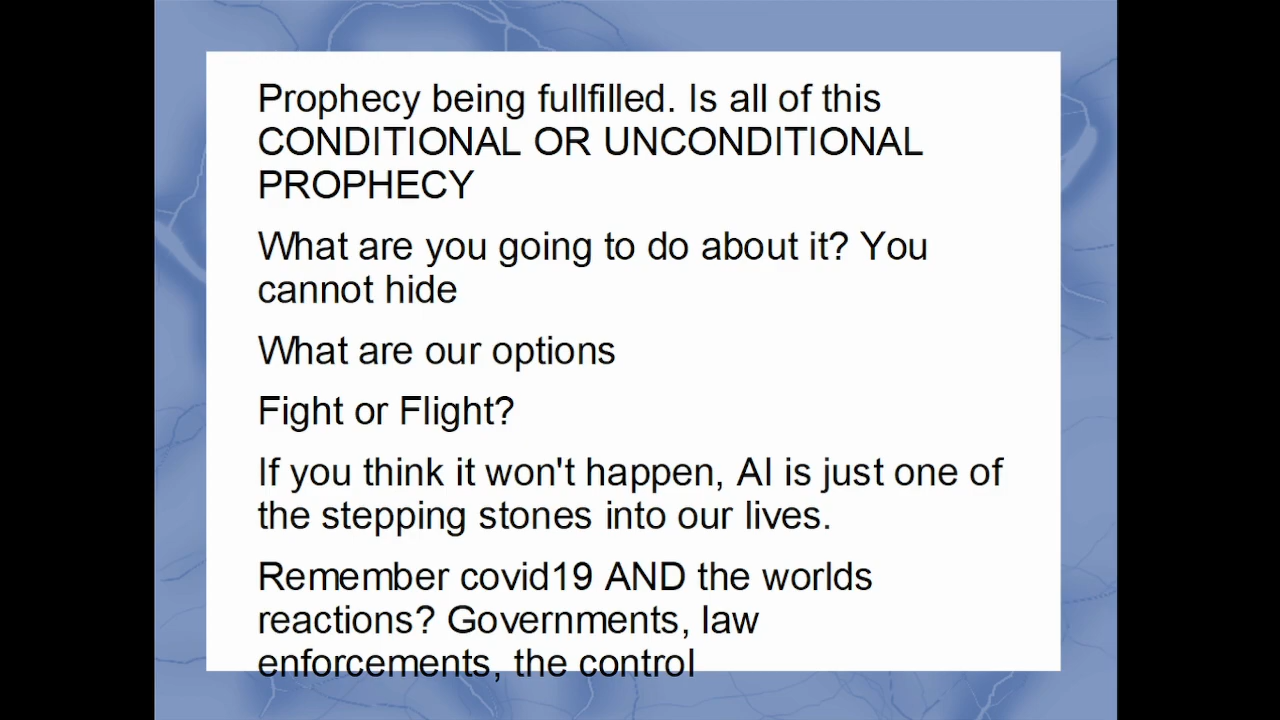 Prophecy being fullfilled. Is all of this
CONDITIONAL OR UNCONDITIONAL
PROPHECY
What are you going to do about it? You
cannot hide
What are our options
Fight or Flight?
If you think it won't happen, AI is just one of
the stepping stones into our lives.
Remember covid19 AND the worlds
reactions? Governments, law
enforcements, the control